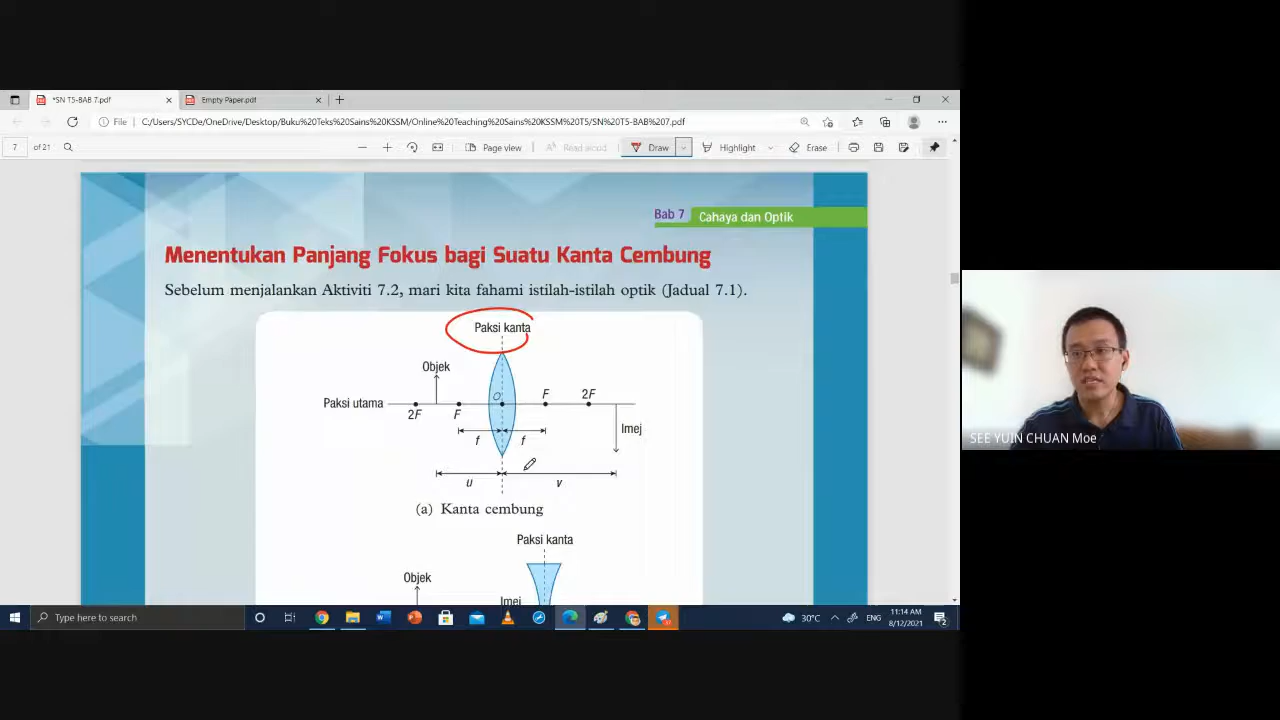 *SN T5-BAB 7.pdf
Empty Paper.pdf
File
C:/Users/SYCDe/OneDrive/Desktop/Buku%20Teks%20Sains%20KSSM/Online%20Teaching%20Sains%20KSSM%20T5/SN%20T5-BAB%207.pdf
7 of 21
Page view
Read aloud
Draw
Highlight
Erase
Bab 7 Cahaya dan Optik
Menentukan Panjang Fokus bagi Suatu Kanta Cembung
Sebelum menjalankan Aktiviti 7.2, mari kita fahami istilah-istilah optik (Jadual 7.1).
Paksi kanta
Objek
Paksi utama
2F
F
O
F
2F
Imej
f
f
u
v
(a) Kanta cembung
Paksi kanta
Objek
Imej
SEE YUIN CHUAN Moe
Type here to search
30°C
ENG
11:14 AM
8/12/2021
2